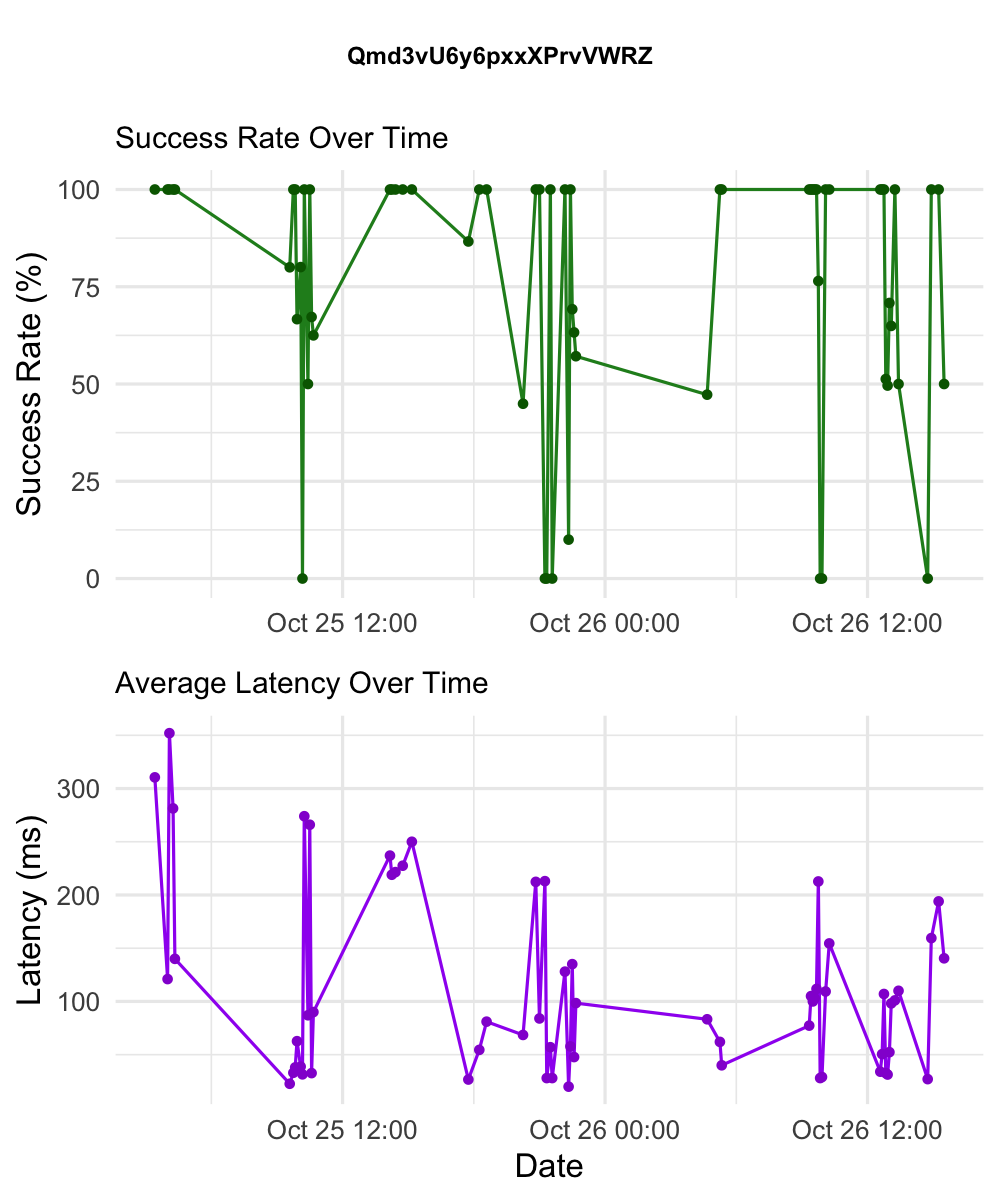 Qmd3vU6y6pxxXPrvVWRZ
Success Rate Over Time
Success Rate (%)
100
75
50
25
0
Oct 25 12:00 Oct 26 00:00 Oct 26 12:00
Average Latency Over Time
Latency (ms)
300
200
100
Oct 25 12:00 Oct 26 00:00 Oct 26 12:00
Date